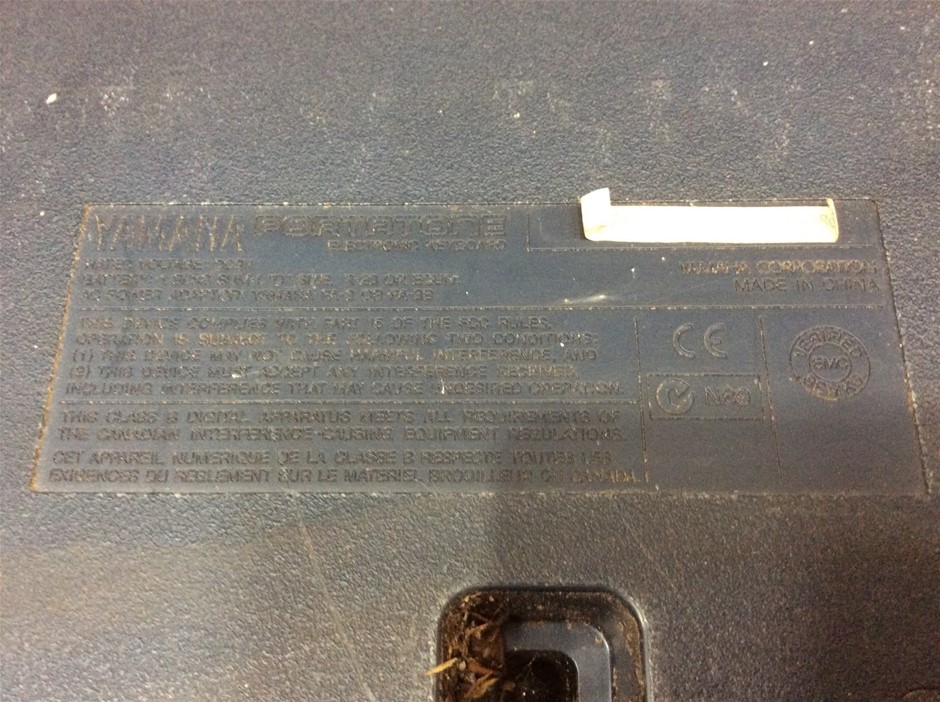 YAMAHA PORTATONE
ELECTRONIC KEYBOARD
YAMAHA CORPORATION
MADE IN CHINA
THIS DEVICE COMPLIES WITH PART 15 OF THE FCC RULES.
OPERATION IS SUBJECT TO THE FOLLOWING TWO CONDITIONS:
(1) THIS DEVICE MAY NOT CAUSE HARMFUL INTERFERENCE, AND
(2) THIS DEVICE MUST ACCEPT ANY INTERFERENCE RECEIVED,
INCLUDING INTERFERENCE THAT MAY CAUSE UNDESIRED OPERATION.
THIS CLASS B DIGITAL APPARATUS MEETS ALL REQUIREMENTS OF
THE CANADIAN INTERFERENCE-CAUSING EQUIPMENT REGULATIONS.
CET APPAREIL NUMERIQUE DE LA CLASSE B RESPECTE TOUTES LES
EXIGENCES DU REGLEMENT SUR LE MATERIEL BROUILLEUR DU CANADA.
CE
N89